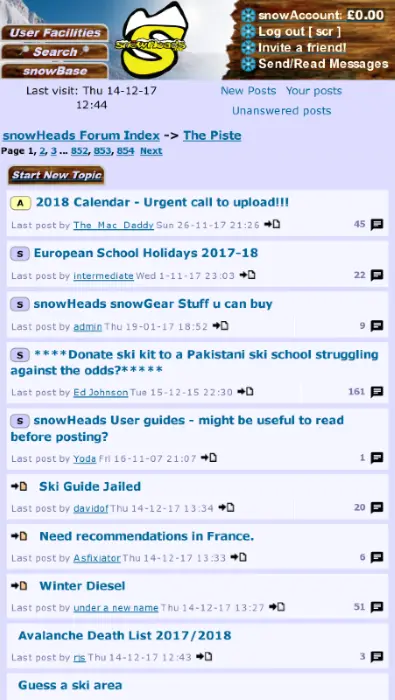 User Facilities
Search
snowBase
snowHeads
snowAccount: £0.00
Log out [ scr ]
Invite a friend!
Send/Read Messages
Last visit: Thu 14-12-17
12:44
New Posts Your posts
Unanswered posts
snowHeads Forum Index -> The Piste
Page 1, 2, 3 ... 852, 853, 854 Next
Start New Topic
A 2018 Calendar - Urgent call to upload!!!
Last post by The_Mac_Daddy Sun 26-11-17 21:26 45
S European School Holidays 2017-18
Last post by intermediate Wed 1-11-17 23:03 22
S snowHeads snowGear Stuff u can buy
Last post by admin Thu 19-01-17 18:52 9
S ****Donate ski kit to a Pakistani ski school struggling
against the odds?*****
Last post by Ed Johnson Tue 15-12-15 22:30 161
S snowHeads User guides - might be useful to read
before posting?
Last post by Yoda Fri 16-11-07 21:07 1
Ski Guide Jailed
Last post by davidof Thu 14-12-17 13:34 20
Need recommendations in France.
Last post by Asfixiator Thu 14-12-17 13:33 6
Winter Diesel
Last post by under a new name Thu 14-12-17 13:27 51
Avalanche Death List 2017/2018
Last post by rjs Thu 14-12-17 12:43 3
Guess a ski area